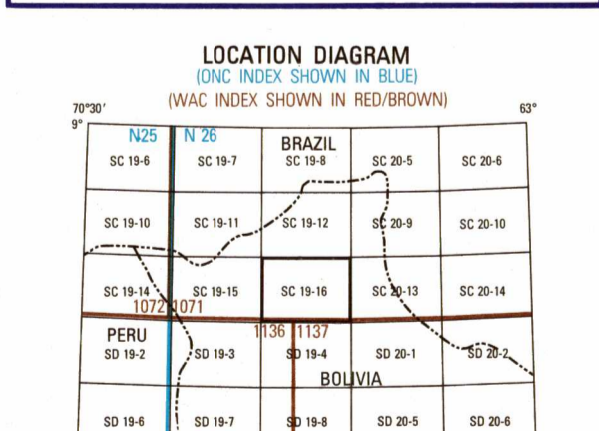 LOCATION DIAGRAM
(ONC INDEX SHOWN IN BLUE)
(WAC INDEX SHOWN IN RED/BROWN)
70°30′ 63°
9°
N25 N 26 BRAZIL
SC 19-6 SC 19-7 SC 19-8 SC 20-5 SC 20-6
SC 19-10 SC 19-11 SC 19-12 SC 20-9 SC 20-10
SC 19-14 SC 19-15 SC 19-16 SC 20-13 SC 20-14
1072 1071
1136 1137
PERU
SD 19-2 SD 19-3 SD 19-4 SD 20-1 SD 20-2
BOLIVIA
SD 19-6 SD 19-7 SD 19-8 SD 20-5 SD 20-6